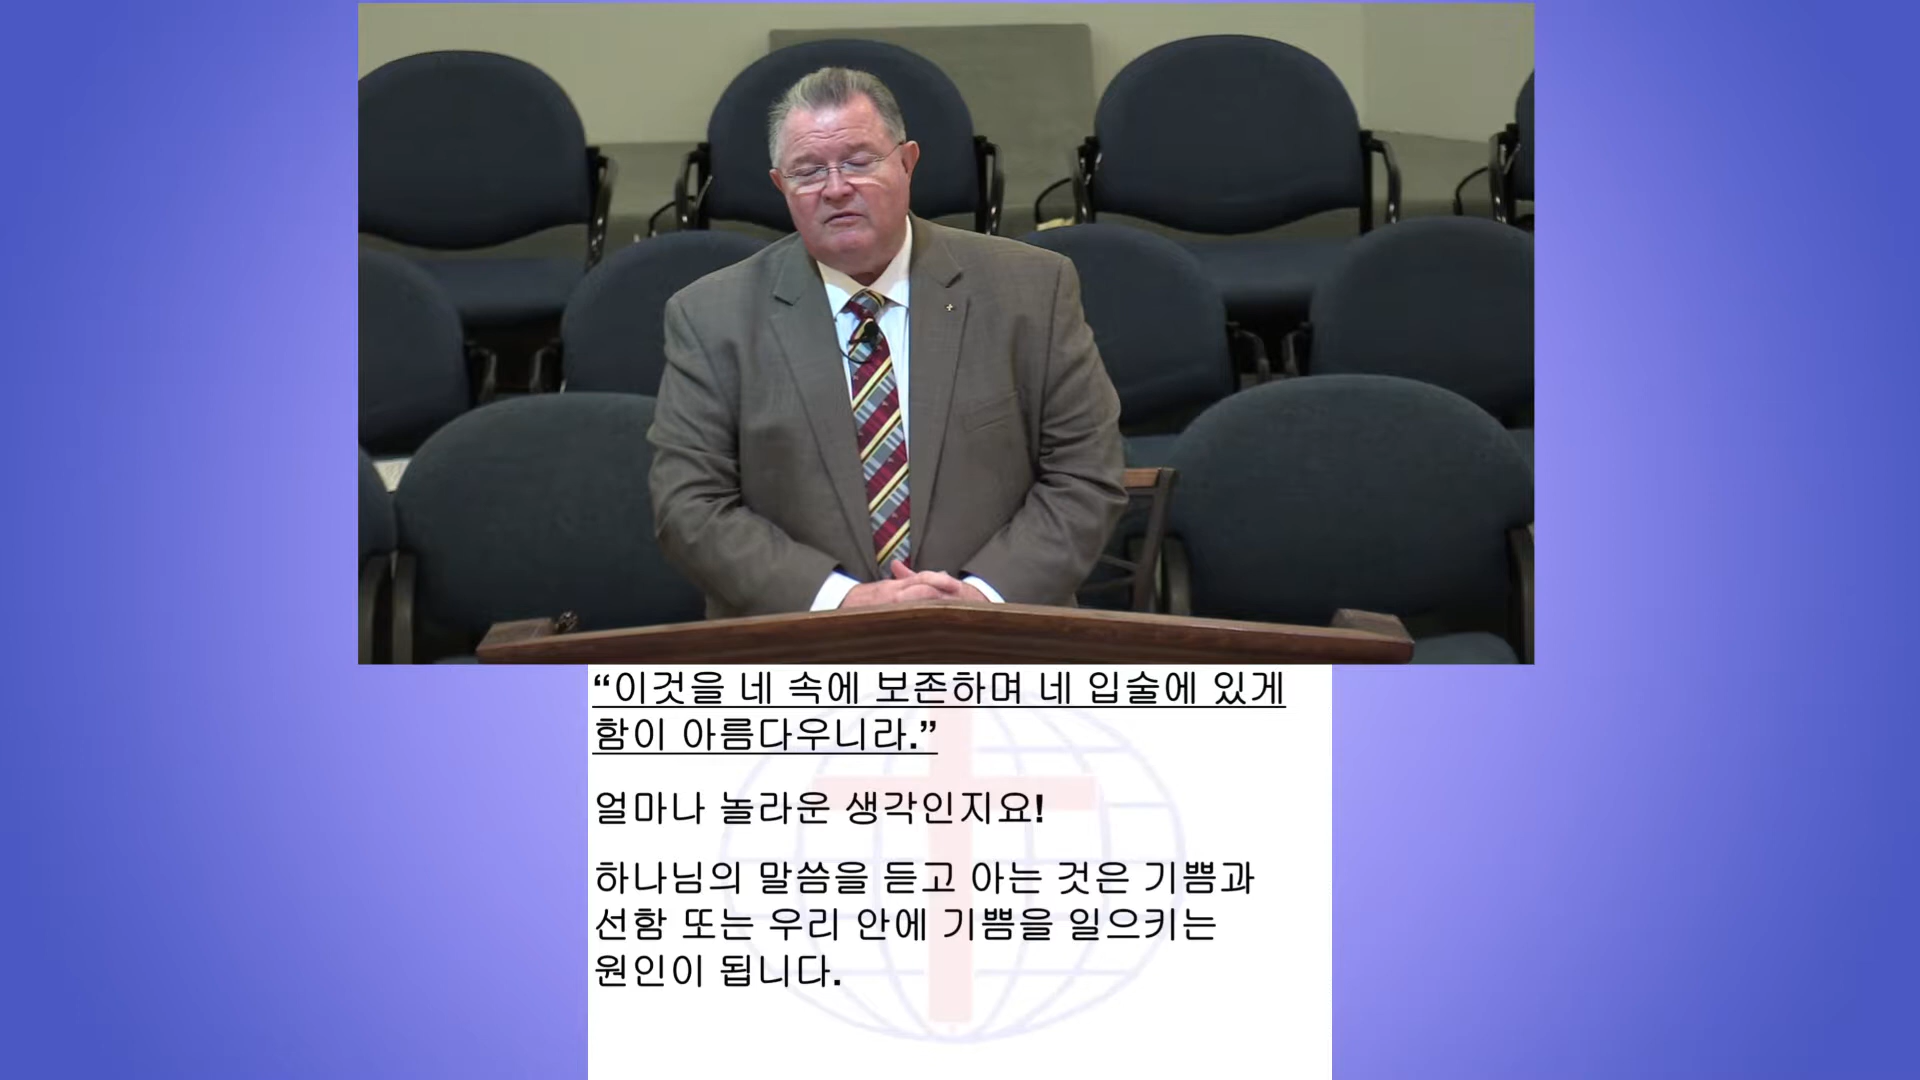 “이것을 네 속에 보존하며 네 입술에 있게
함이 아름다우니라.”
얼마나 놀라운 생각인지요!
하나님의 말씀을 듣고 아는 것은 기쁨과
선함 또는 우리 안에 기쁨을 일으키는
원인이 됩니다.